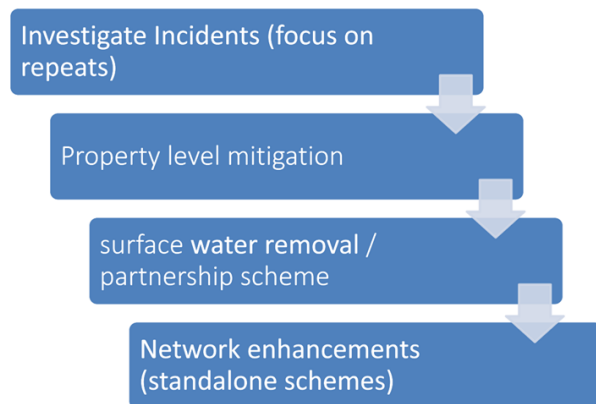 Investigate Incidents (focus on
repeats)
Property level mitigation
surface water removal /
partnership scheme
Network enhancements
(standalone schemes)